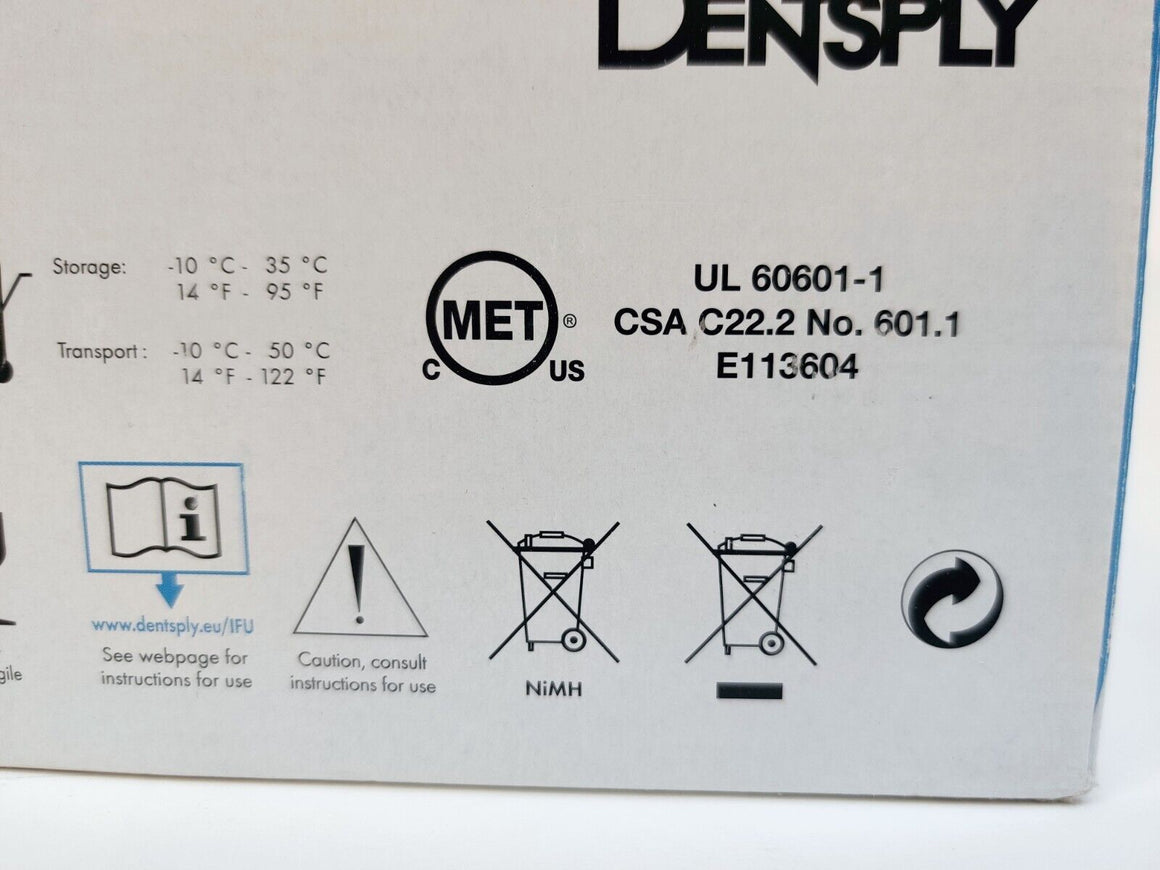 DENSPLY
Storage: -10 °C - 35 °C
14 °F - 95 °F
Transport: -10 °C - 50 °C
14 °F - 122 °F
MET®
C US
UL 60601-1
CSA C22.2 No. 601.1
E113604
i
www.dentsply.eu/IFU
See webpage for
instructions for use
!
Caution, consult
instructions for use
NiMH